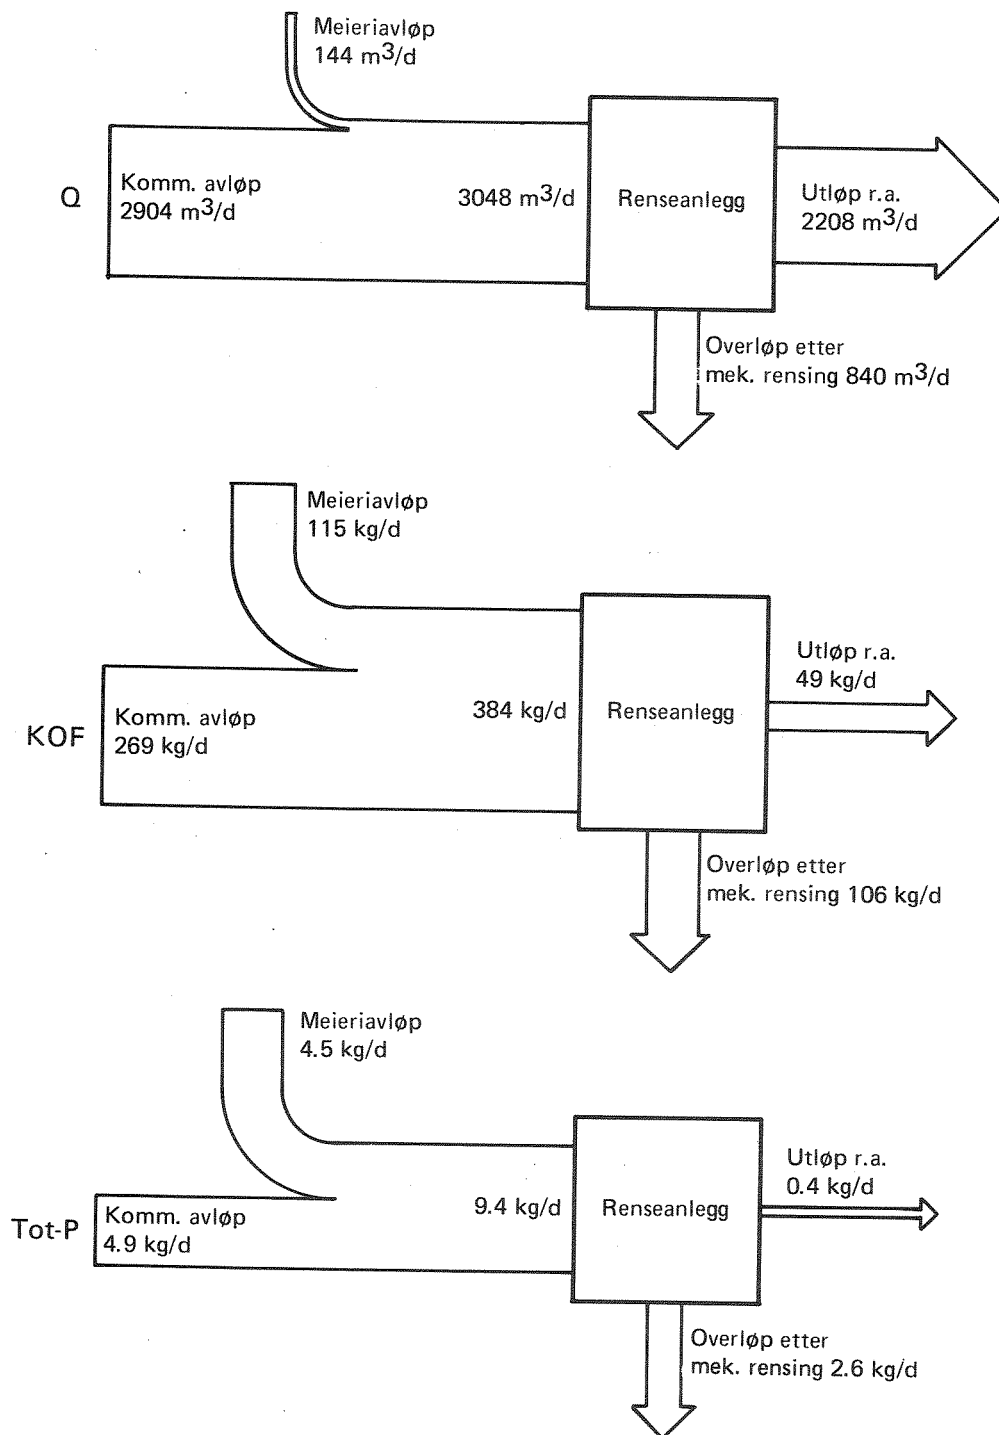 Meieriavløp
144 m³/d
Q
Komm. avløp
2904 m³/d
3048 m³/d
Renseanlegg
Utløp r.a.
2208 m³/d
Overløp etter
mek. rensing 840 m³/d
Meieriavløp
115 kg/d
KOF
Komm. avløp
269 kg/d
384 kg/d
Renseanlegg
Utløp r.a.
49 kg/d
Overløp etter
mek. rensing 106 kg/d
Meieriavløp
4.5 kg/d
Tot-P
Komm. avløp
4.9 kg/d
9.4 kg/d
Renseanlegg
Utløp r.a.
0.4 kg/d
Overløp etter
mek. rensing 2.6 kg/d